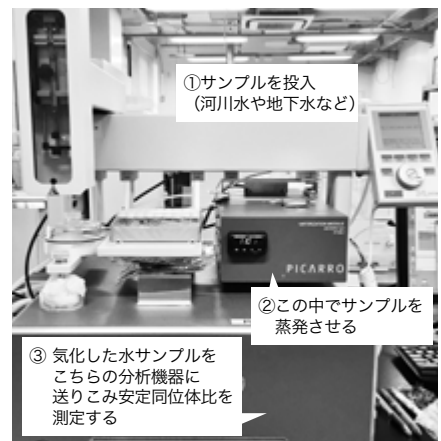 ①サンプルを投入
（河川水や地下水など）
PICARRO
②この中でサンプルを
蒸発させる
③ 気化した水サンプルを
こちらの分析機器に
送りこみ安定同位体比を
測定する